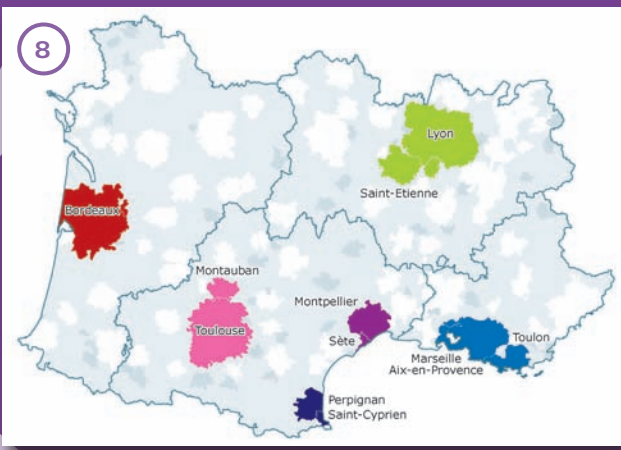 8
Lyon
Saint-Etienne
Bordeaux
Montauban
Toulouse
Montpellier
Sète
Toulon
Marseille
Aix-en-Provence
Perpignan
Saint-Cyprien